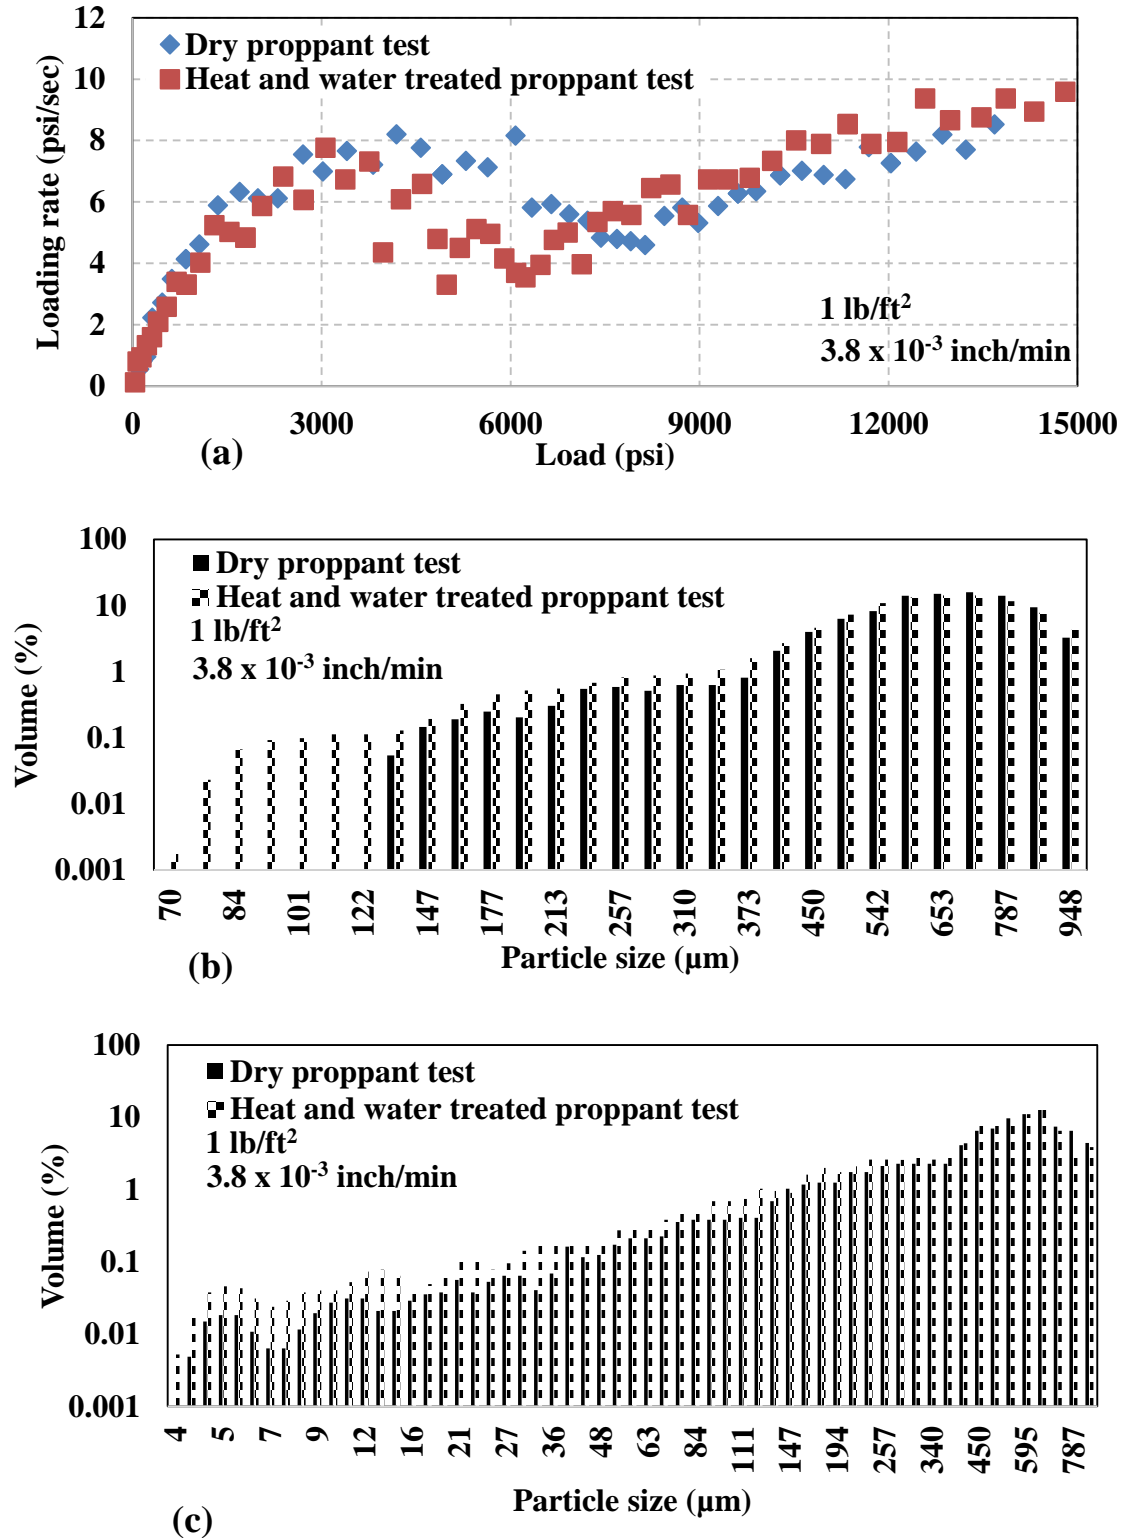 12
10
8
6
4
2
0
Loading rate (psi/sec)
Dry proppant test
Heat and water treated proppant test
1 lb/ft²
3.8 x 10⁻³ inch/min
0 3000 6000 9000 12000 15000
(a)
Load (psi)
100
10
1
0.1
0.01
0.001
Volume (%)
Dry proppant test
Heat and water treated proppant test
1 lb/ft²
3.8 x 10⁻³ inch/min
70 84 101 122 147 177 213 257 310 373 450 542 653 787 948
Particle size (µm)
(b)
100
10
1
0.1
0.01
0.001
Volume (%)
Dry proppant test
Heat and water treated proppant test
1 lb/ft²
3.8 x 10⁻³ inch/min
4 5 7 9 12 16 21 27 36 48 63 84 111 147 194 257 340 450 595 787
Particle size (µm)
(c)